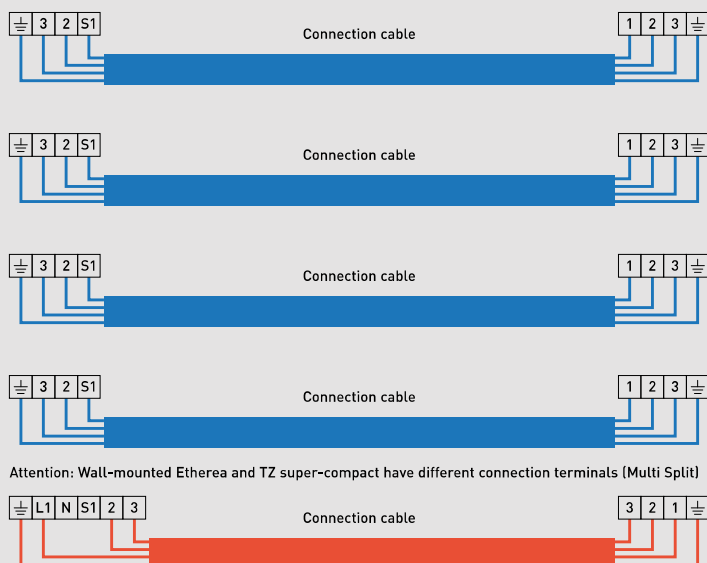 3 2 S1 Connection cable 1 2 3
3 2 S1 Connection cable 1 2 3
3 2 S1 Connection cable 1 2 3
3 2 S1 Connection cable 1 2 3
Attention: Wall-mounted Etherea and TZ super-compact have different connection terminals (Multi Split)
L1 N S1 2 3 Connection cable 3 2 1